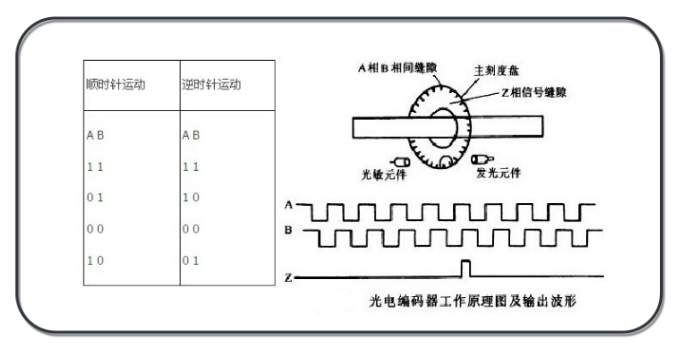 顺时针运动 逆时针运动
A B A B
1 1 1 1
0 1 1 0
0 0 0 0
1 0 0 1
A相B相间缝隙
主刻度盘
Z相信号缝隙
光敏元件
发光元件
A
B
Z
光电编码器工作原理图及输出波形